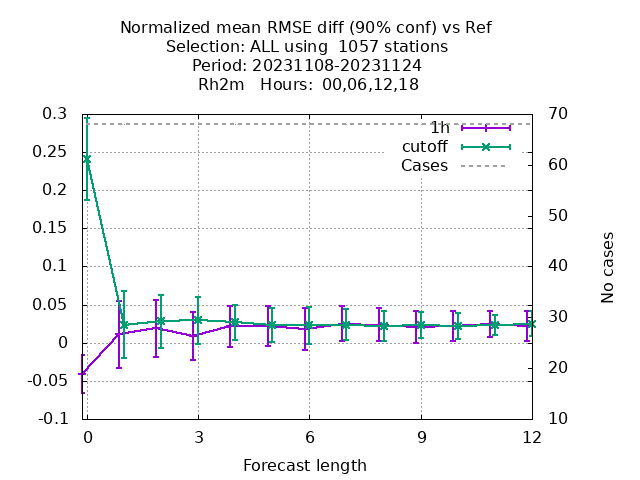 Normalized mean RMSE diff (90% conf) vs Ref
Selection: ALL using  1057 stations
Period: 20231108-20231124
Rh2m   Hours:  00,06,12,18
0.3
0.25
0.2
0.15
0.1
0.05
0
-0.05
-0.1
1h
cutoff
Cases
70
60
50
40
30
20
10
No cases
0 3 6 9 12
Forecast length